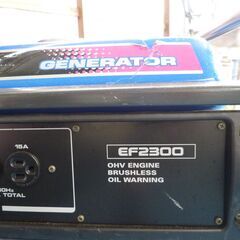 GENERATOR
15A
EF2300
OHV ENGINE
BRUSHLESS
OIL WARNING
TOTAL